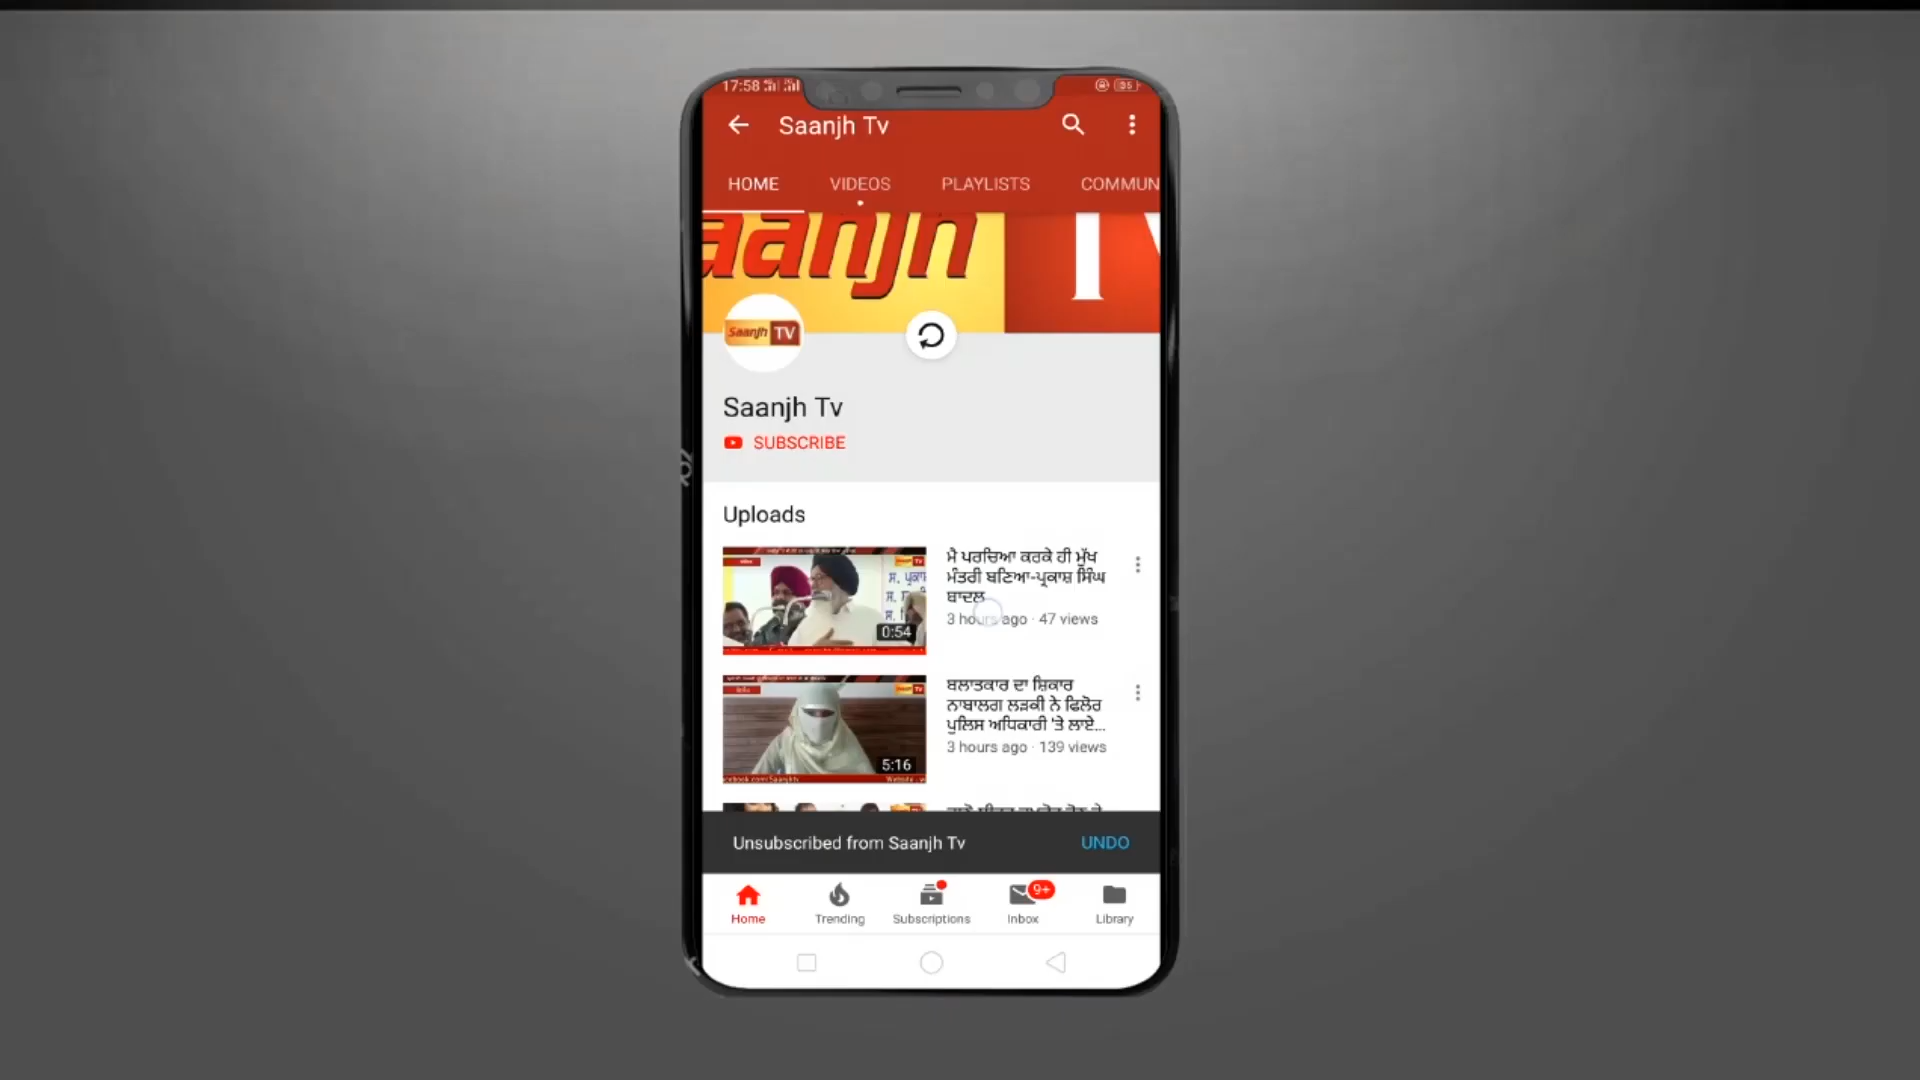 17:58
35
Saanjh Tv
HOME
VIDEOS
PLAYLISTS
COMMUN
aanjh
Saanjh TV
Saanjh Tv
SUBSCRIBE
Uploads
ਮੈ ਪਰਚਿਆ ਕਰਕੇ ਹੀ ਮੁੱਖ
ਮੰਤਰੀ ਬਣਿਆ-ਪ੍ਰਕਾਸ਼ ਸਿੰਘ
ਬਾਦਲ
3 hours ago · 47 views
0:54
ਬਲਾਤਕਾਰ ਦਾ ਸ਼ਿਕਾਰ
ਨਾਬਾਲਗ ਲੜਕੀ ਨੇ ਫਿਲੋਰ
ਪੁਲਿਸ ਅਧਿਕਾਰੀ 'ਤੇ ਲਾਏ...
3 hours ago · 139 views
5:16
Unsubscribed from Saanjh Tv
UNDO
Home
Trending
Subscriptions
9+
Inbox
Library